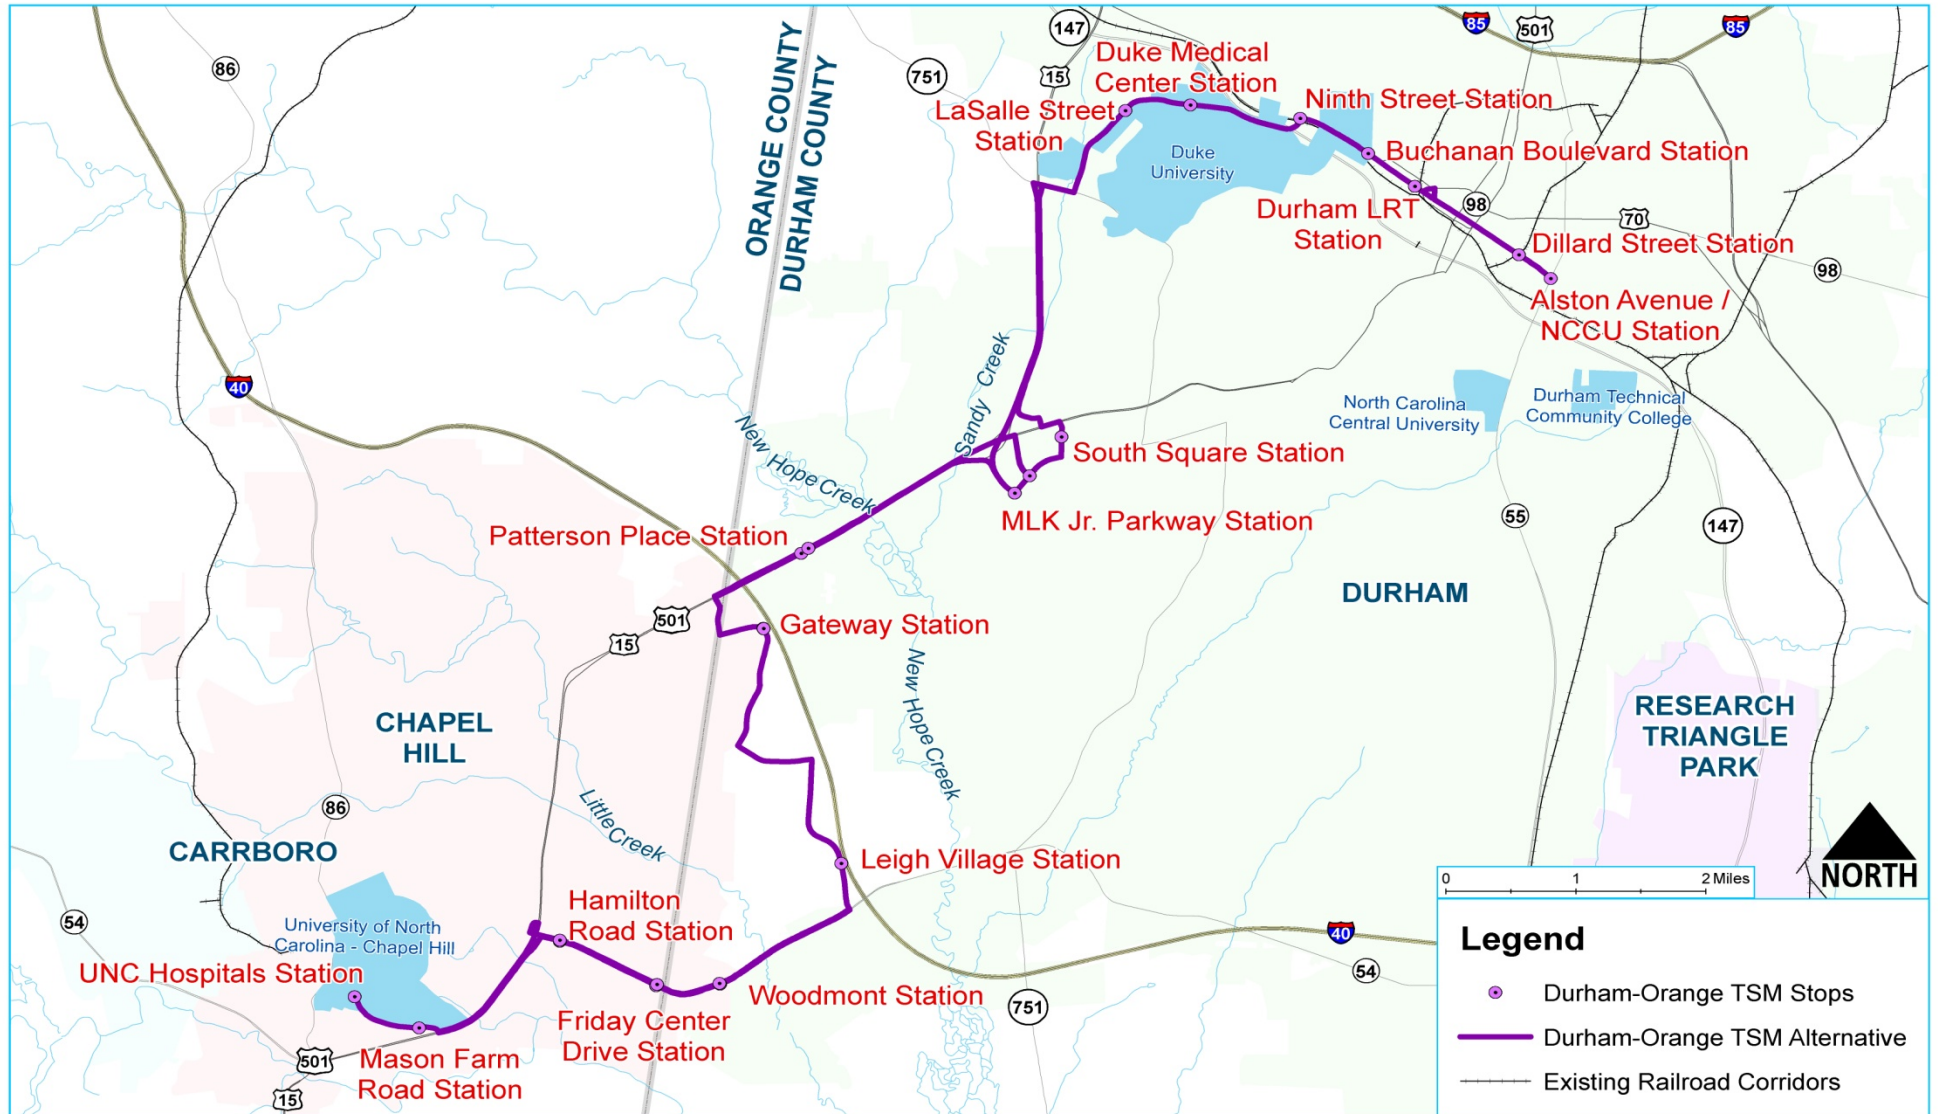 85
501
85
147
86
ORANGE COUNTY
DURHAM COUNTY
751
15
Duke Medical
Center Station
LaSalle Street
Station
Ninth Street Station
Duke
University
Buchanan Boulevard Station
98
70
Durham LRT
Station
Dillard Street Station
98
Alston Avenue /
NCCU Station
40
Sandy Creek
North Carolina
Central University
Durham Technical
Community College
New Hope Creek
South Square Station
MLK Jr. Parkway Station
55
147
Patterson Place Station
DURHAM
501
15
Gateway Station
New Hope Creek
CHAPEL
HILL
RESEARCH
TRIANGLE
PARK
86
Little Creek
CARRBORO
Leigh Village Station
NORTH
0 1 2 Miles
54
University of North
Carolina - Chapel Hill
Hamilton
Road Station
40
54
UNC Hospitals Station
Woodmont Station
751
Friday Center
Drive Station
501
15
Mason Farm
Road Station
Legend
Durham-Orange TSM Stops
Durham-Orange TSM Alternative
Existing Railroad Corridors